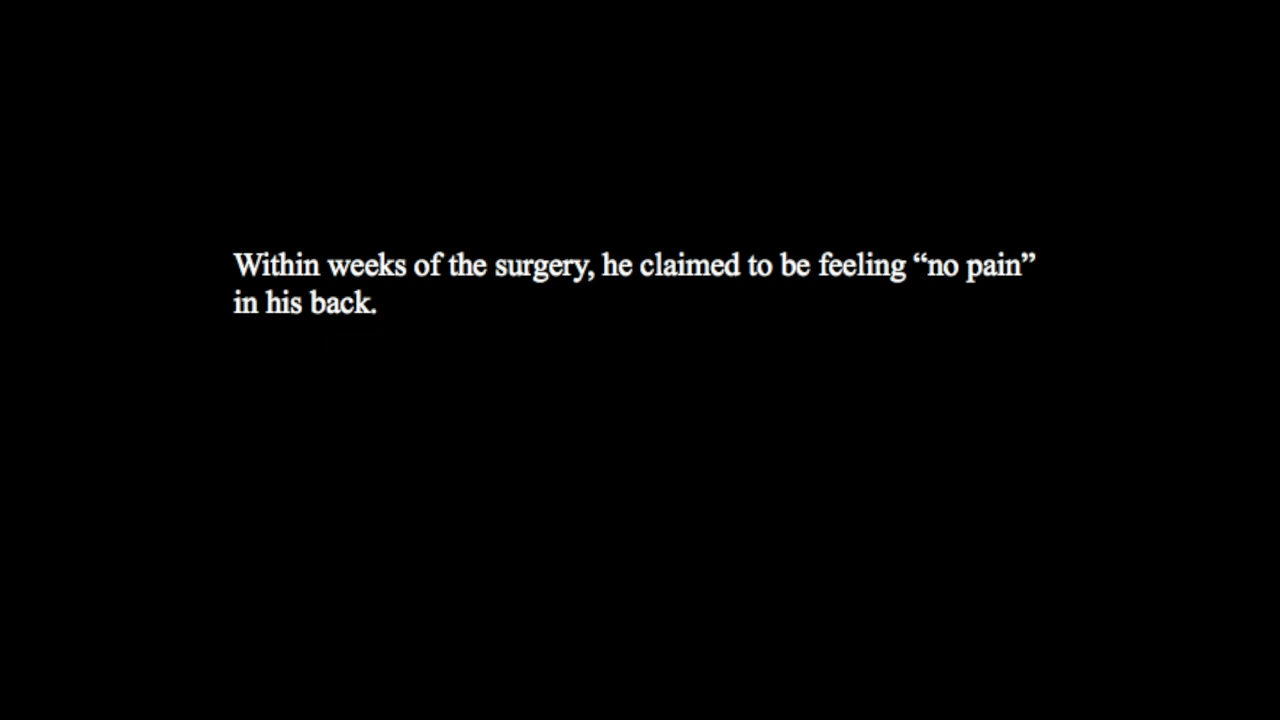 Within weeks of the surgery, he claimed to be feeling “no pain”
in his back.